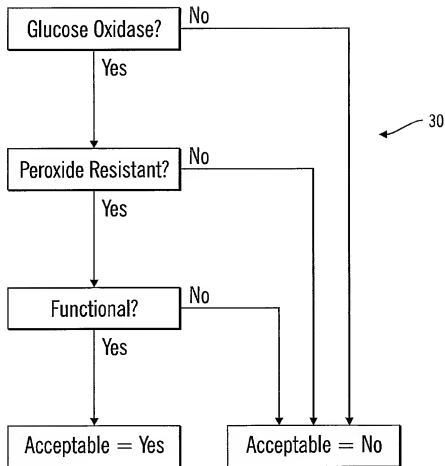 Glucose Oxidase?
No
Yes
30
Peroxide Resistant?
No
Yes
Functional?
No
Yes
Acceptable = Yes
Acceptable = No